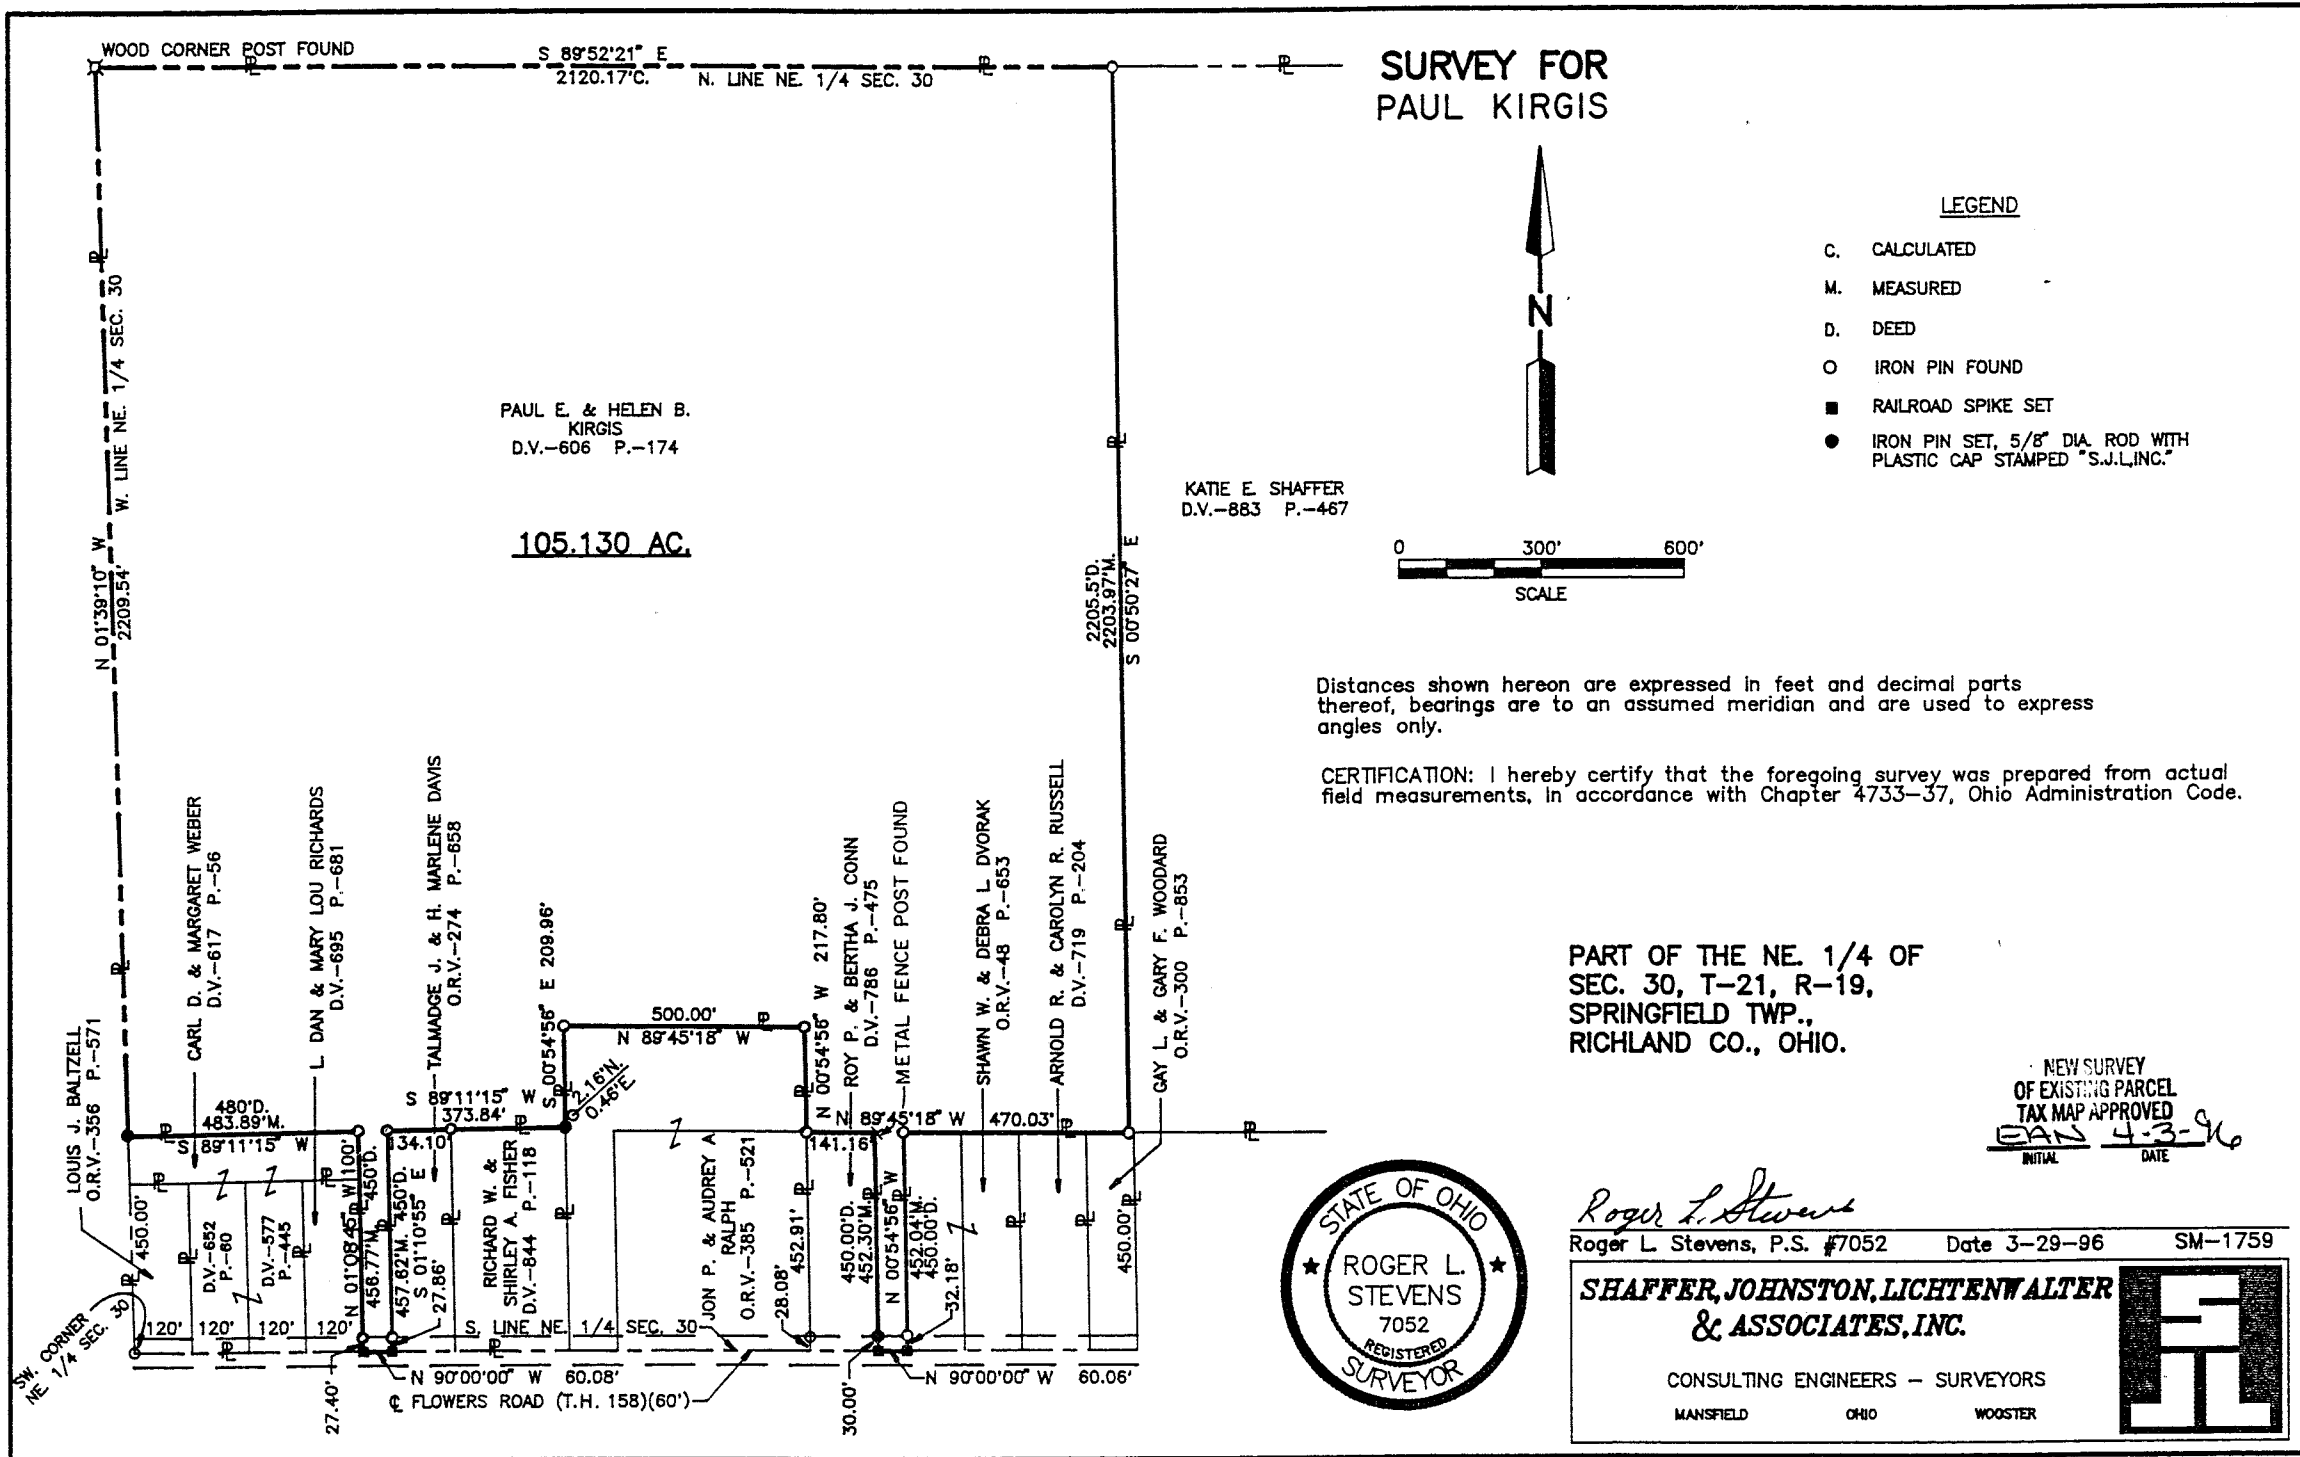 WOOD CORNER POST FOUND
S 89°52'21" E
2120.17'C.
N. LINE NE. 1/4 SEC. 30
SURVEY FOR
PAUL KIRGIS
N
LEGEND
C. CALCULATED
M. MEASURED
D. DEED
IRON PIN FOUND
RAILROAD SPIKE SET
IRON PIN SET, 5/8" DIA. ROD WITH
PLASTIC CAP STAMPED "S.J.L,INC."
0 300' 600'
SCALE
W. LINE NE. 1/4 SEC. 30
N 01°39'10" W
2209.54'
PAUL E. & HELEN B.
KIRGIS
D.V.-606 P.-174
105.130 AC.
KATIE E. SHAFFER
D.V.-883 P.-467
2205.5'D.
2203.97'M.
S 00°50'27" E
Distances shown hereon are expressed in feet and decimal parts
thereof, bearings are to an assumed meridian and are used to express
angles only.
CERTIFICATION: I hereby certify that the foregoing survey was prepared from actual
field measurements, in accordance with Chapter 4733-37, Ohio Administration Code.
LOUIS J. BALTZELL
O.R.V.-356 P.-571
CARL D. & MARGARET WEBER
D.V.-617 P.-56
L. DAN & MARY LOU RICHARDS
D.V.-695 P.-681
TALMADGE J. & H. MARLENE DAVIS
O.R.V.-274 P.-658
S 00°54'56" E 209.96'
500.00'
N 89°45'18" W
N 00°54'56" W 217.80'
ROY P. & BERTHA J. CONN
D.V.-786 P.-475
METAL FENCE POST FOUND
SHAWN W. & DEBRA L. DVORAK
O.R.V.-48 P.-653
ARNOLD R. & CAROLYN R. RUSSELL
D.V.-719 P.-204
GAY L. & GARY F. WOODARD
O.R.V.-300 P.-853
480'D.
483.89'M.
S 89°11'15" W
S 89°11'15" W
373.84'
134.10'
2.16'N.
0.46'E.
N 89°45'18" W 470.03'
141.16'
100'
450'D.
N 01°08'45" W
456.77'M.
457.62'M. 450'D.
S 01°10'55" E
27.86'
450.00'
D.V.-652
P.-60
D.V.-577
P.-445
RICHARD W. &
SHIRLEY A. FISHER
D.V.-844 P.-118
JON P. & AUDREY A.
RALPH
O.R.V.-385 P.-521
452.91'
28.08'
450.00'D.
452.30'M.
N 00°54'56" W
452.04'M.
450.00'D.
32.18'
450.00'
120' 120' 120' 120'
S. LINE NE. 1/4 SEC. 30
SW. CORNER
NE. 1/4 SEC. 30
27.40'
N 90°00'00" W 60.08'
℄ FLOWERS ROAD (T.H. 158)(60')
30.00'
N 90°00'00" W 60.06'
PART OF THE NE. 1/4 OF
SEC. 30, T-21, R-19,
SPRINGFIELD TWP.,
RICHLAND CO., OHIO.
NEW SURVEY
OF EXISTING PARCEL
TAX MAP APPROVED
EAN 4-3-96
INITIAL DATE
STATE OF OHIO
ROGER L.
STEVENS
7052
REGISTERED
SURVEYOR
Roger L. Stevens
Roger L. Stevens, P.S. #7052 Date 3-29-96 SM-1759
SHAFFER, JOHNSTON, LICHTENWALTER
& ASSOCIATES, INC.
CONSULTING ENGINEERS - SURVEYORS
MANSFIELD OHIO WOOSTER